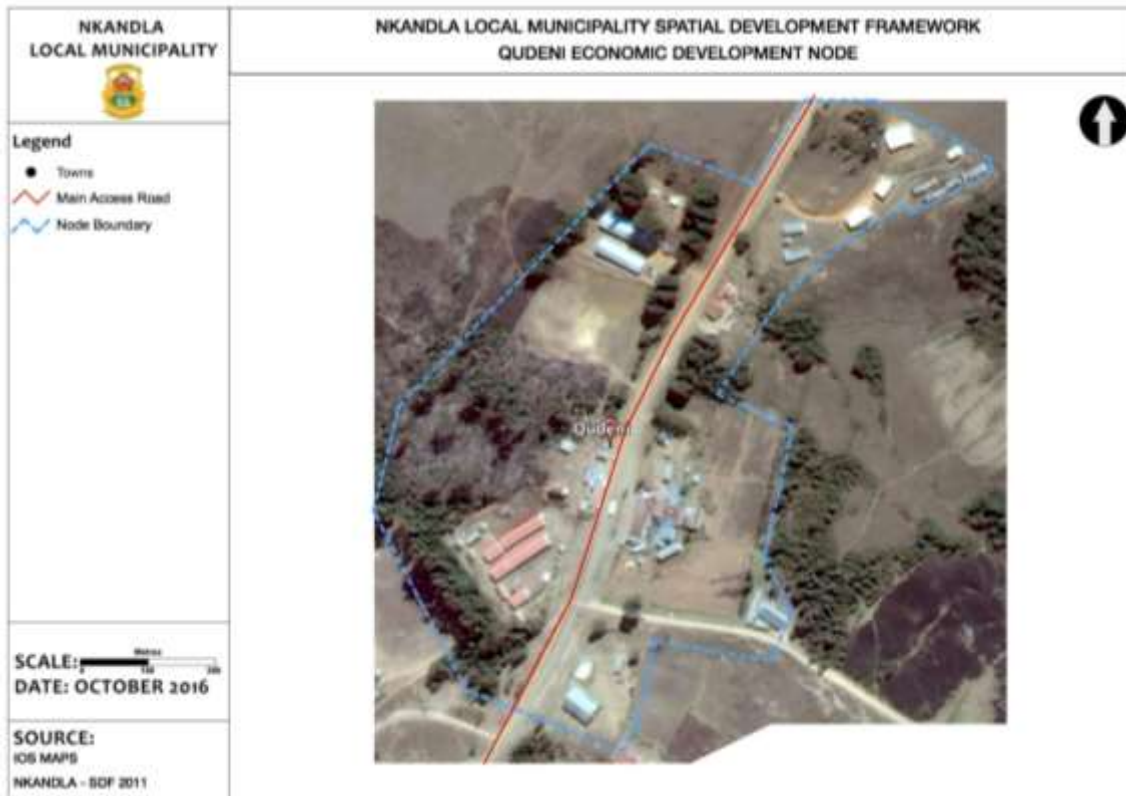 NKANDLA
LOCAL MUNICIPALITY
NKANDLA LOCAL MUNICIPALITY SPATIAL DEVELOPMENT FRAMEWORK
QUDENI ECONOMIC DEVELOPMENT NODE
Legend
Towns
Main Access Road
Node Boundary
Qudeni
SCALE:
Metres
0
DATE: OCTOBER 2016
SOURCE:
IOS MAPS
NKANDLA - SDF 2011